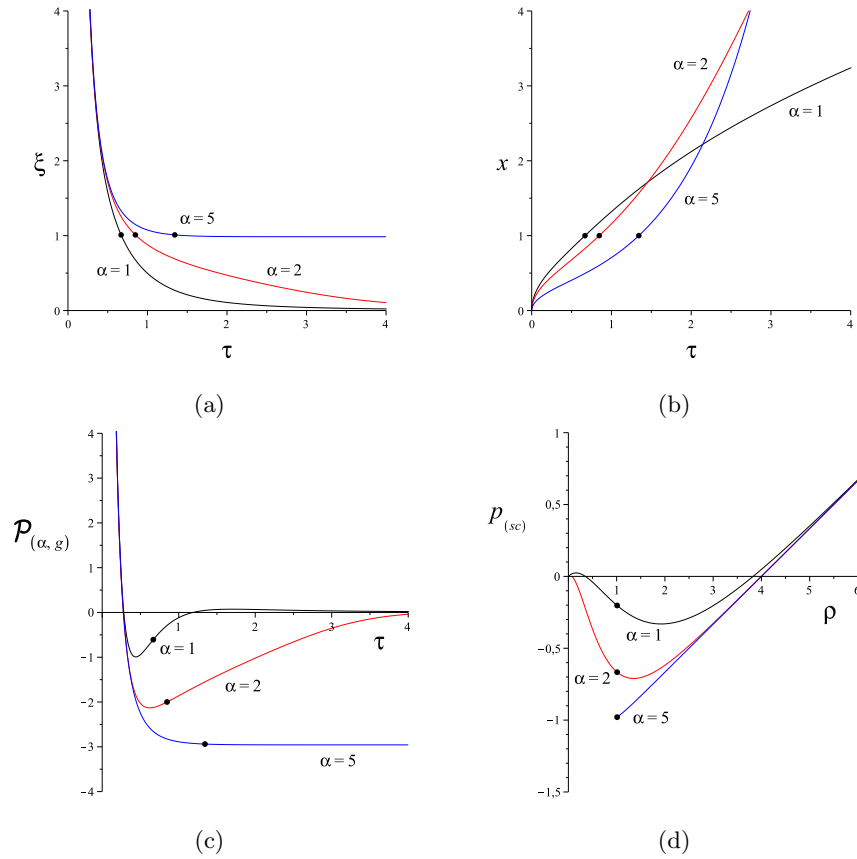 4
3
2
1
0
ξ
α = 5
α = 1
α = 2
0 1 2 3 4
τ
(a)
4
3
2
1
0
x
α = 2
α = 1
α = 5
0 1 2 3 4
τ
(b)
4
3
2
1
0
−1
−2
−3
−4
𝒫(α, g)
1 2 3 4
τ
α = 1
α = 2
α = 5
(c)
1
0,5
0
−0,5
−1
−1,5
p(sc)
1 2 3 4 5 6
ρ
α = 1
α = 2
α = 5
(d)